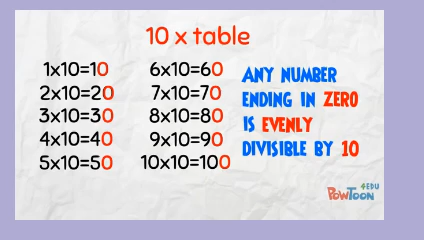 10 x table
1x10=10
2x10=20
3x10=30
4x10=40
5x10=50
6x10=60
7x10=70
8x10=80
9x10=90
10x10=100
ANY NUMBER
ENDING IN ZERO
IS EVENLY
DIVISIBLE BY 10
4EDU
POWTOON